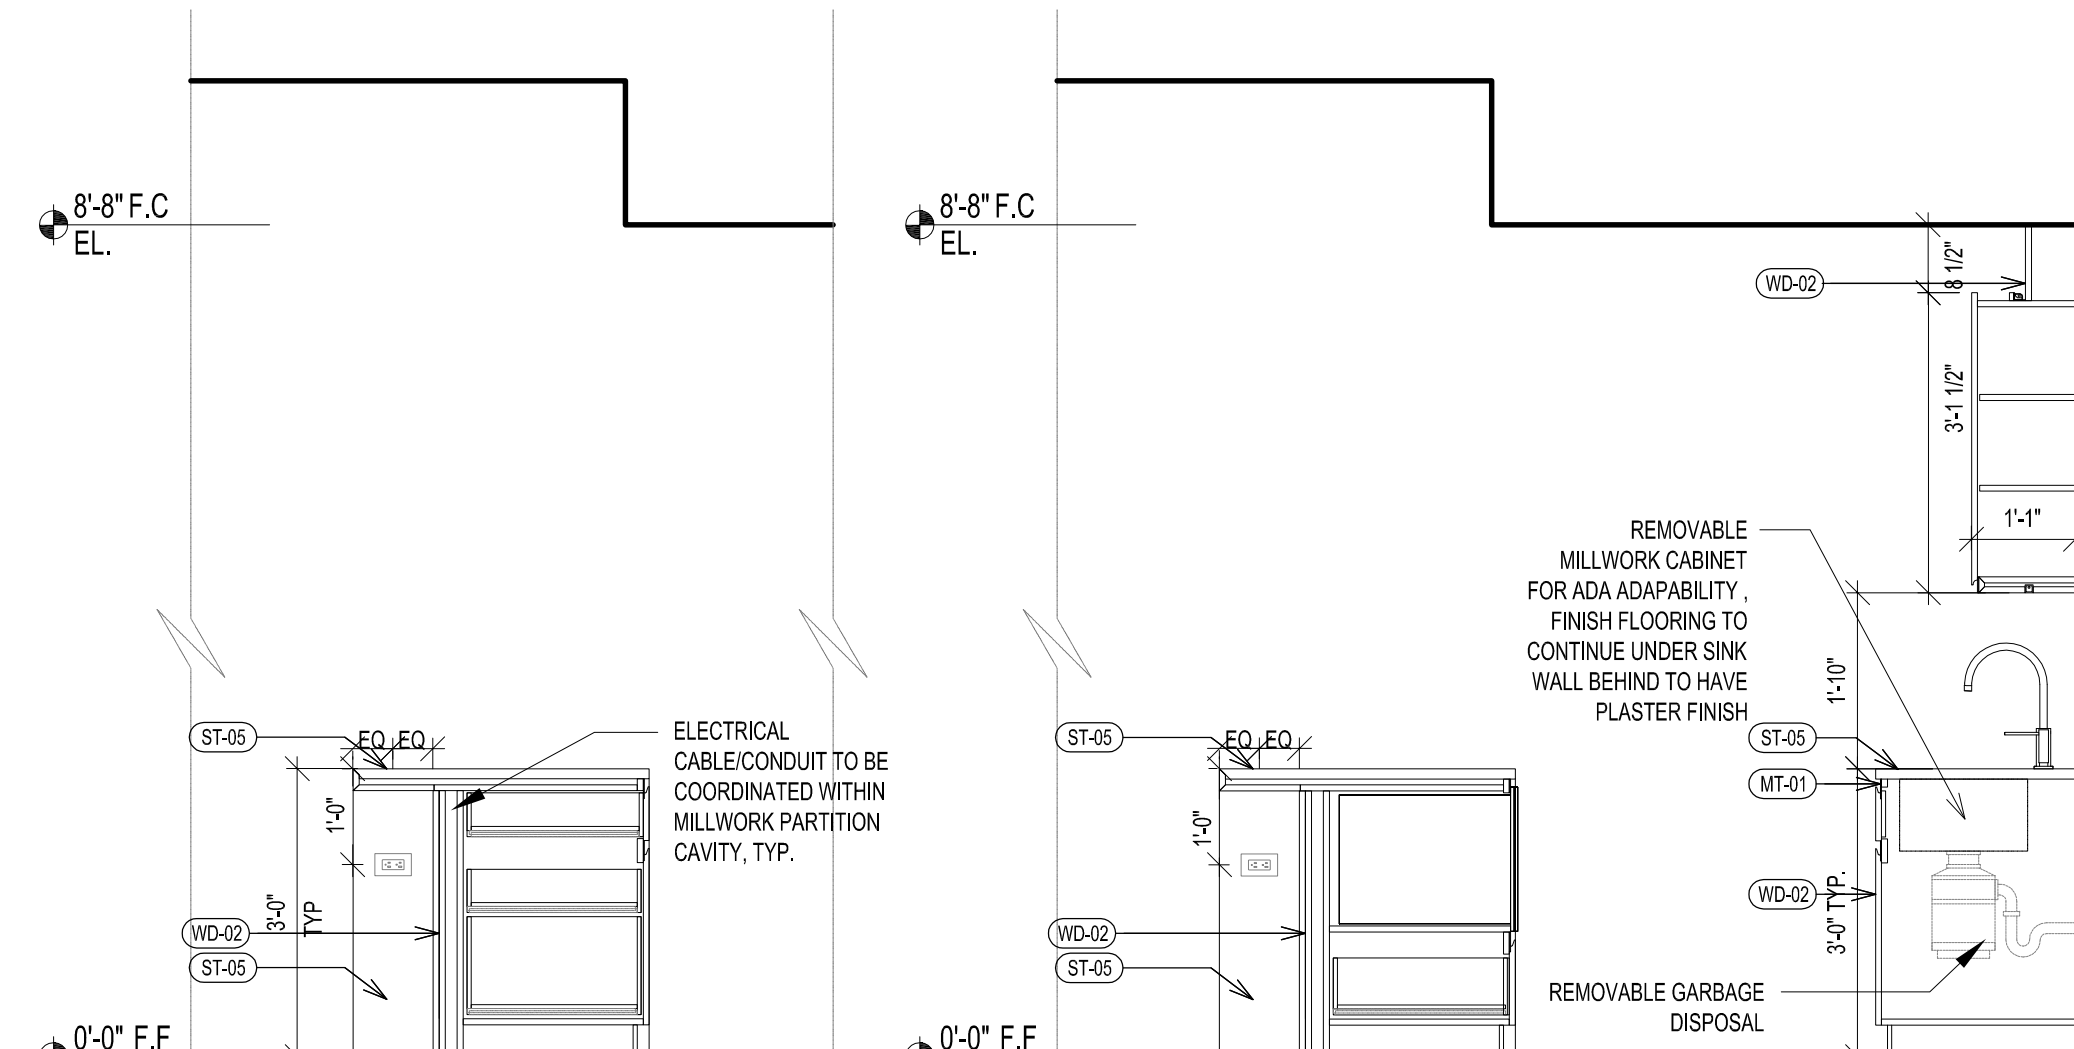 8'-8" F.C
EL.
8'-8" F.C
EL.
8 1/2"
WD-02
3'-1 1/2"
1'-1"
REMOVABLE
MILLWORK CABINET
FOR ADA ADAPABILITY ,
FINISH FLOORING TO
CONTINUE UNDER SINK
WALL BEHIND TO HAVE
PLASTER FINISH
1'-10"
ST-05
EQ EQ
ELECTRICAL
CABLE/CONDUIT TO BE
COORDINATED WITHIN
MILLWORK PARTITION
CAVITY, TYP.
1'-0"
3'-0"
TYP
WD-02
ST-05
ST-05
EQ EQ
1'-0"
WD-02
ST-05
ST-05
MT-01
WD-02
3'-0" TYP.
REMOVABLE GARBAGE
DISPOSAL
0'-0" F.F
0'-0" F.F